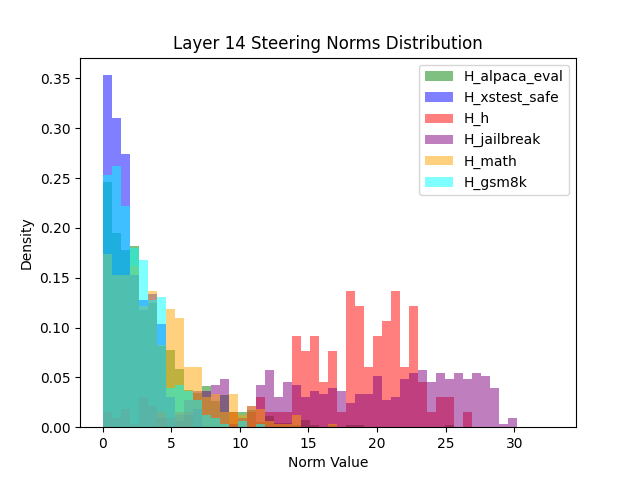 Layer 14 Steering Norms Distribution
H_alpaca_eval
H_xstest_safe
H_h
H_jailbreak
H_math
H_gsm8k
Density
0.35
0.30
0.25
0.20
0.15
0.10
0.05
0.00
0 5 10 15 20 25 30
Norm Value